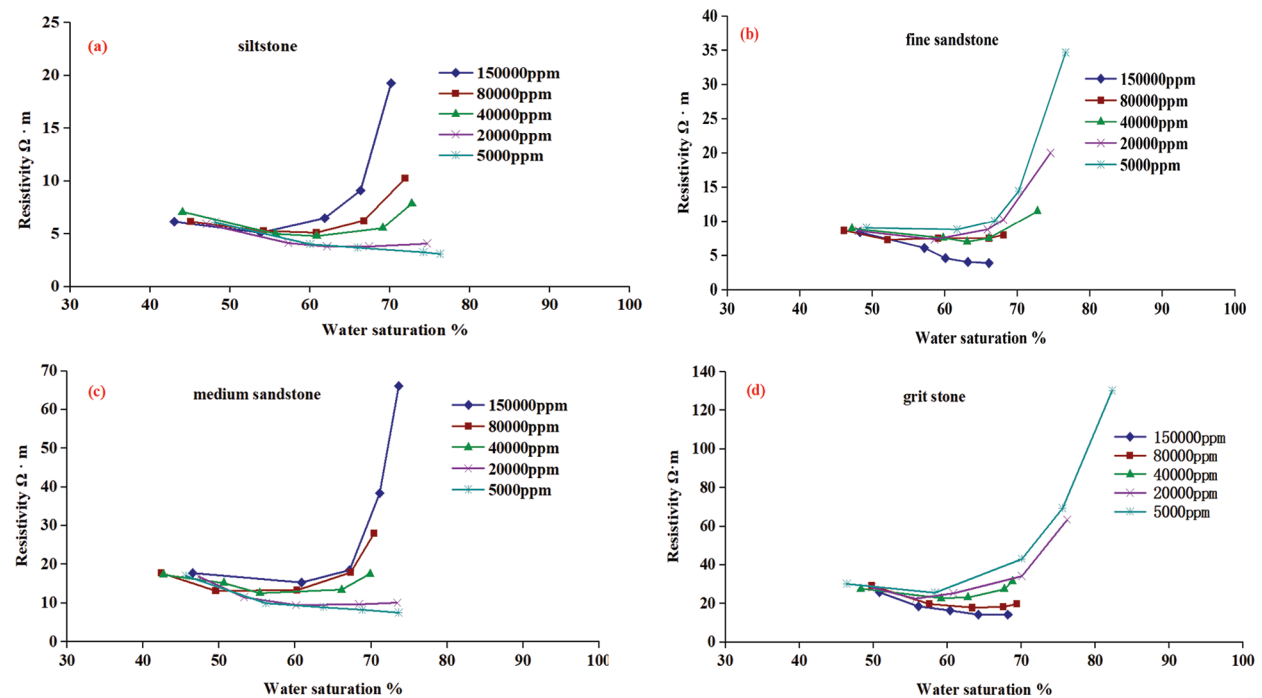 (a)
siltstone
150000ppm
80000ppm
40000ppm
20000ppm
5000ppm
Resistivity Ω · m
25
20
15
10
5
0
30 40 50 60 70 80 90 100
Water saturation %
(b)
fine sandstone
150000ppm
80000ppm
40000ppm
20000ppm
5000ppm
Resistivity Ω · m
40
35
30
25
20
15
10
5
0
30 40 50 60 70 80 90 100
Water saturation %
(c)
medium sandstone
150000ppm
80000ppm
40000ppm
20000ppm
5000ppm
Resistivity Ω·m
70
60
50
40
30
20
10
0
30 40 50 60 70 80 90 100
Water saturation %
(d)
grit stone
150000ppm
80000ppm
40000ppm
20000ppm
5000ppm
Resistivity Ω·m
140
120
100
80
60
40
20
0
30 40 50 60 70 80 90 100
Water saturation %